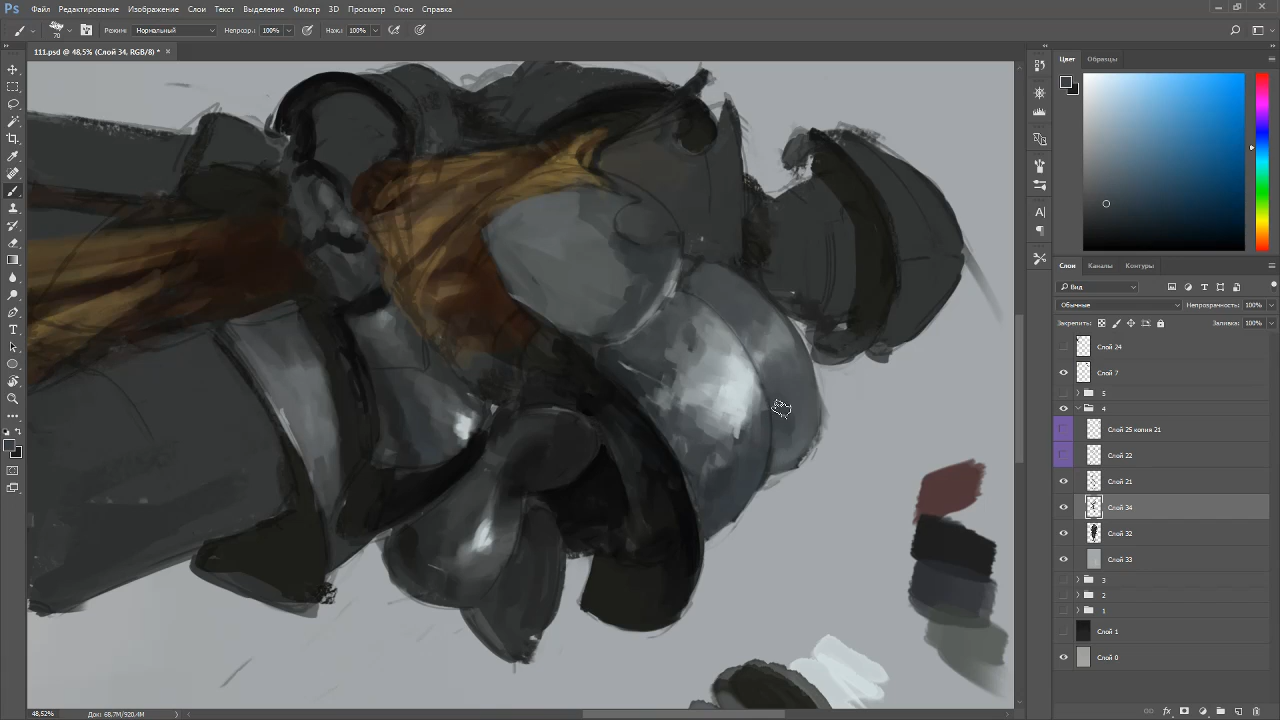 Ps Файл Редактирование Изображение Слои Текст Выделение Фильтр 3D Просмотр Окно Справка
70 Режим: Нормальный Непрозр.: 100% Наж.: 100%
111.psd @ 48,5% (Слой 34, RGB/8) * ×
Цвет Образцы
Слои Каналы Контуры
Вид
Обычные Непрозрачность: 100%
Закрепить: Заливка: 100%
Слой 24
Слой 7
5
4
Слой 25 копия 21
Слой 22
Слой 21
Слой 34
Слой 32
Слой 33
3
2
1
Слой 1
Слой 0
48,52% Док: 68,7M/920,4M